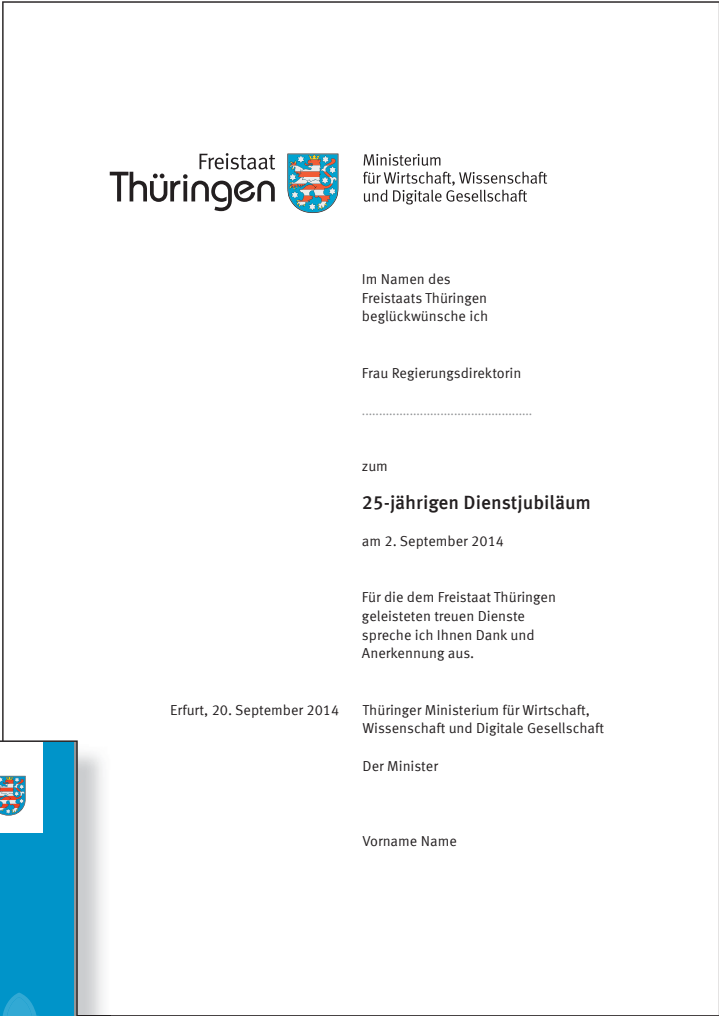 Freistaat
Thüringen
Ministerium
für Wirtschaft, Wissenschaft
und Digitale Gesellschaft
Im Namen des
Freistaats Thüringen
beglückwünsche ich
Frau Regierungsdirektorin
zum
25-jährigen Dienstjubiläum
am 2. September 2014
Für die dem Freistaat Thüringen
geleisteten treuen Dienste
spreche ich Ihnen Dank und
Anerkennung aus.
Erfurt, 20. September 2014
Thüringer Ministerium für Wirtschaft,
Wissenschaft und Digitale Gesellschaft
Der Minister
Vorname Name